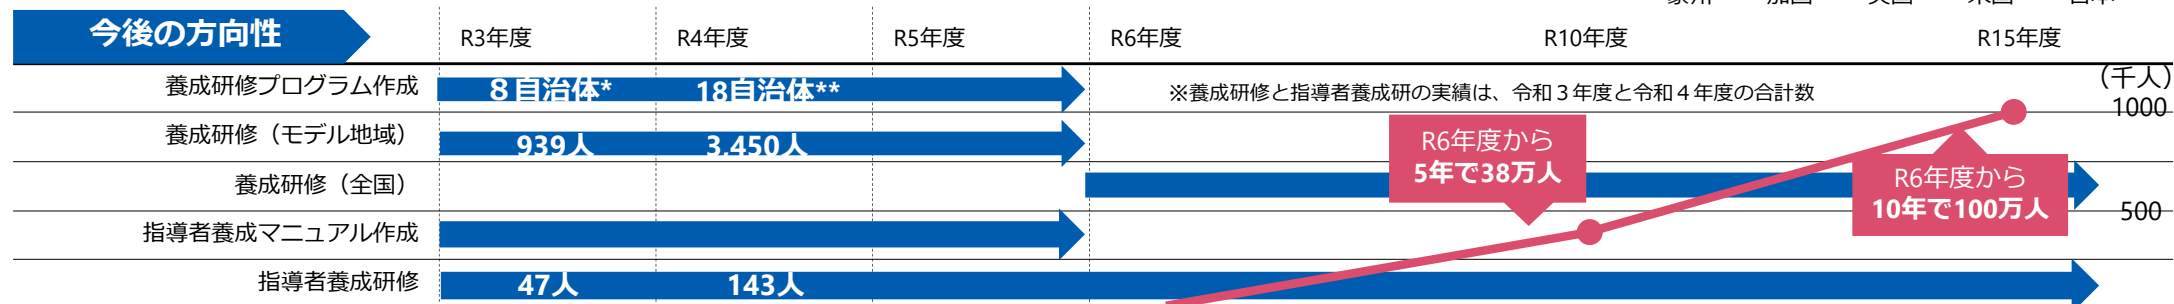 今後の方向性 R3年度 R4年度 R5年度 R6年度 R10年度 R15年度
養成研修プログラム作成 8自治体* 18自治体** ※養成研修と指導者養成研の実績は、令和3年度と令和4年度の合計数 (千人)
1000
養成研修（モデル地域） 939人 3,450人
R6年度から
5年で38万人
養成研修（全国）
R6年度から
10年で100万人
500
指導者養成マニュアル作成
指導者養成研修 47人 143人